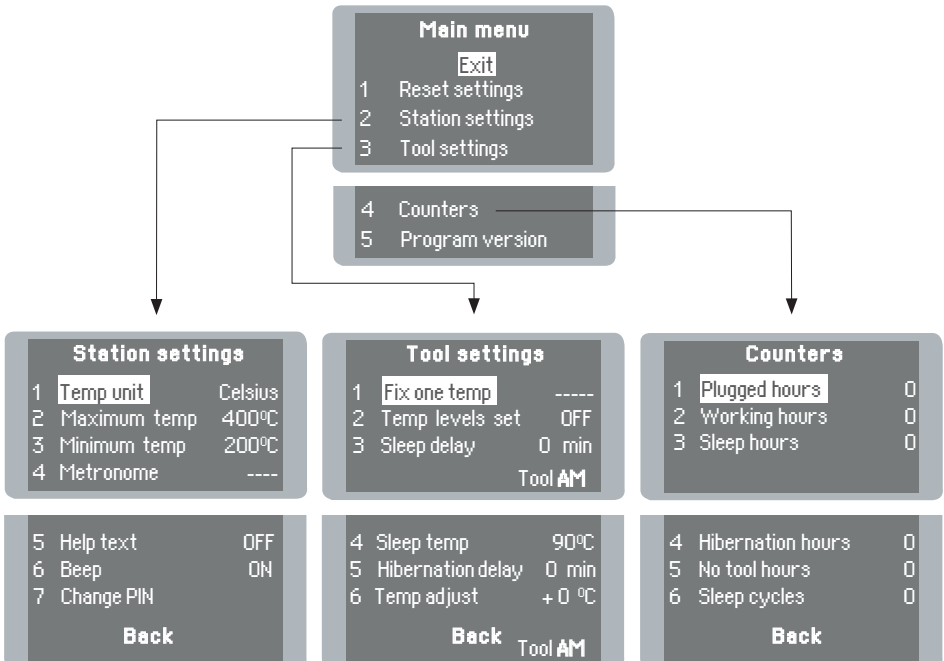 Main menu
Exit
1 Reset settings
2 Station settings
3 Tool settings
4 Counters
5 Program version
Station settings
1 Temp unit Celsius
2 Maximum temp 400ºC
3 Minimum temp 200ºC
4 Metronome ----
5 Help text OFF
6 Beep ON
7 Change PIN
Back
Tool settings
1 Fix one temp -----
2 Temp levels set OFF
3 Sleep delay 0 min
Tool AM
4 Sleep temp 90ºC
5 Hibernation delay 0 min
6 Temp adjust + 0 ºC
Back Tool AM
Counters
1 Plugged hours 0
2 Working hours 0
3 Sleep hours 0
4 Hibernation hours 0
5 No tool hours 0
6 Sleep cycles 0
Back